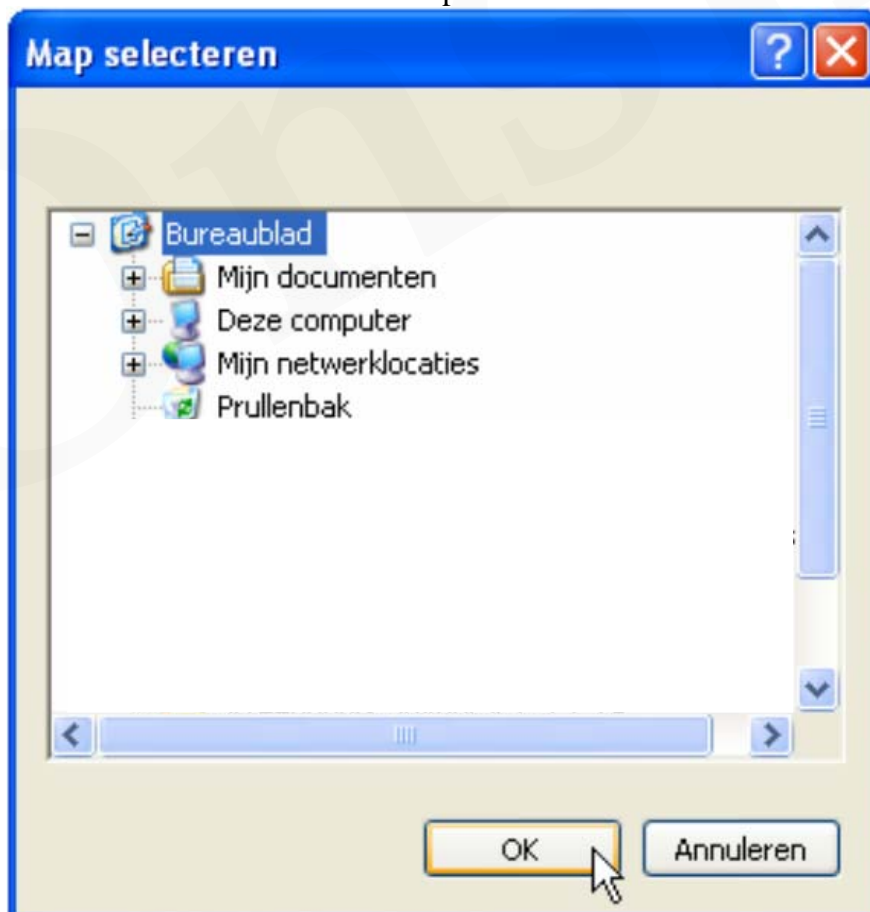 Map selecteren
Bureaublad
Mijn documenten
Deze computer
Mijn netwerklocaties
Prullenbak
OK
Annuleren